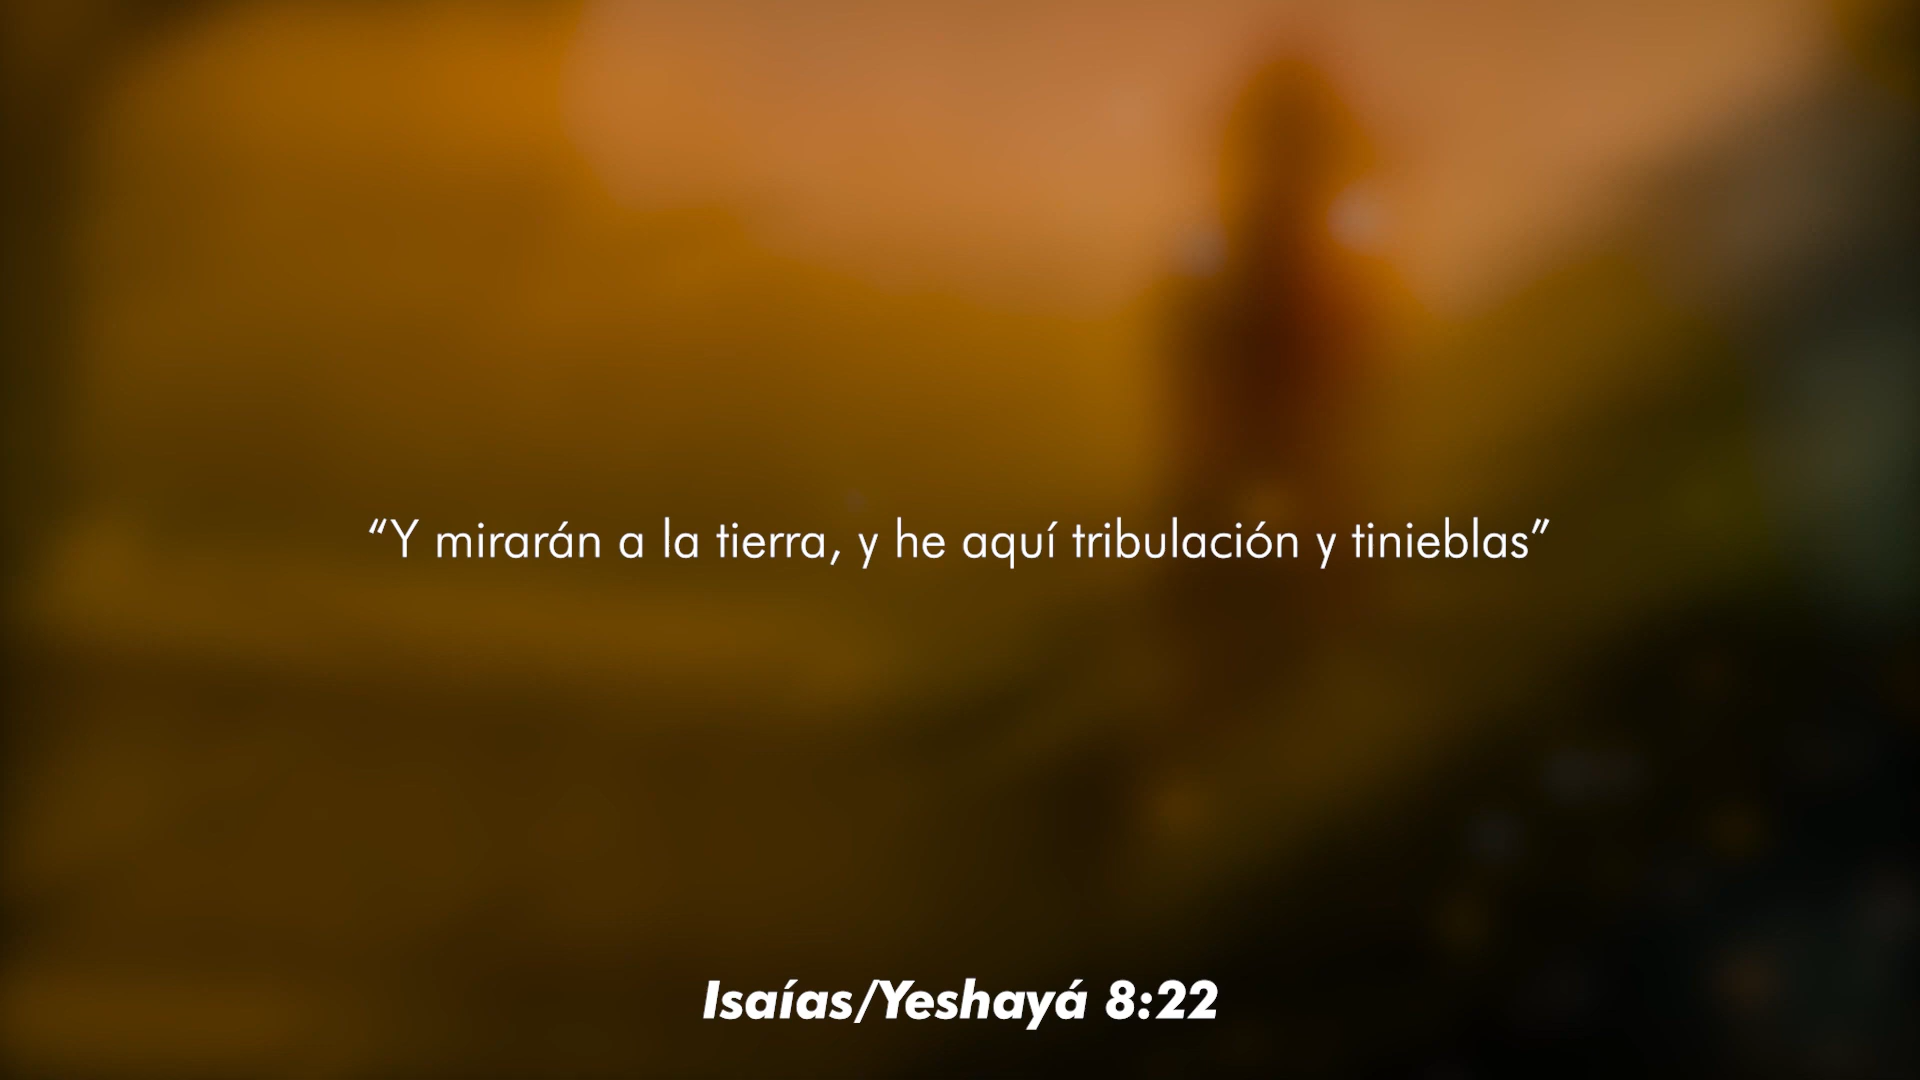 “Y mirarán a la tierra, y he aquí tribulación y tinieblas”
Isaías/Yeshayá 8:22